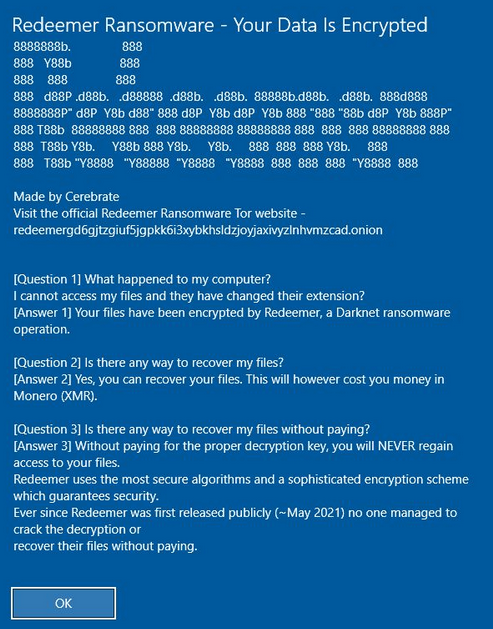 Redeemer Ransomware - Your Data Is Encrypted
8888888b.                 888
888   Y88b                888
888    888                888
888   d88P .d88b.   .d88888  .d88b.   .d88b.  88888b.d88b.   .d88b.  888d888
8888888P" d8P  Y8b d88" 888 d8P  Y8b d8P  Y8b 888 "888 "88b d8P  Y8b 888P"
888 T88b  88888888 888  888 88888888 88888888 888  888  888 88888888 888
888  T88b Y8b.     Y88b 888 Y8b.     Y8b.     888  888  888 Y8b.     888
888   T88b "Y8888   "Y88888  "Y8888   "Y8888  888  888  888  "Y8888  888
Made by Cerebrate
Visit the official Redeemer Ransomware Tor website -
redeemergd6gjtzgiuf5jgpkk6i3xybkhsldzjoyjaxivyzlnhvmzcad.onion
[Question 1] What happened to my computer?
I cannot access my files and they have changed their extension?
[Answer 1] Your files have been encrypted by Redeemer, a Darknet ransomware
operation.
[Question 2] Is there any way to recover my files?
[Answer 2] Yes, you can recover your files. This will however cost you money in
Monero (XMR).
[Question 3] Is there any way to recover my files without paying?
[Answer 3] Without paying for the proper decryption key, you will NEVER regain
access to your files.
Redeemer uses the most secure algorithms and a sophisticated encryption scheme
which guarantees security.
Ever since Redeemer was first released publicly (~May 2021) no one managed to
crack the decryption or
recover their files without paying.
OK